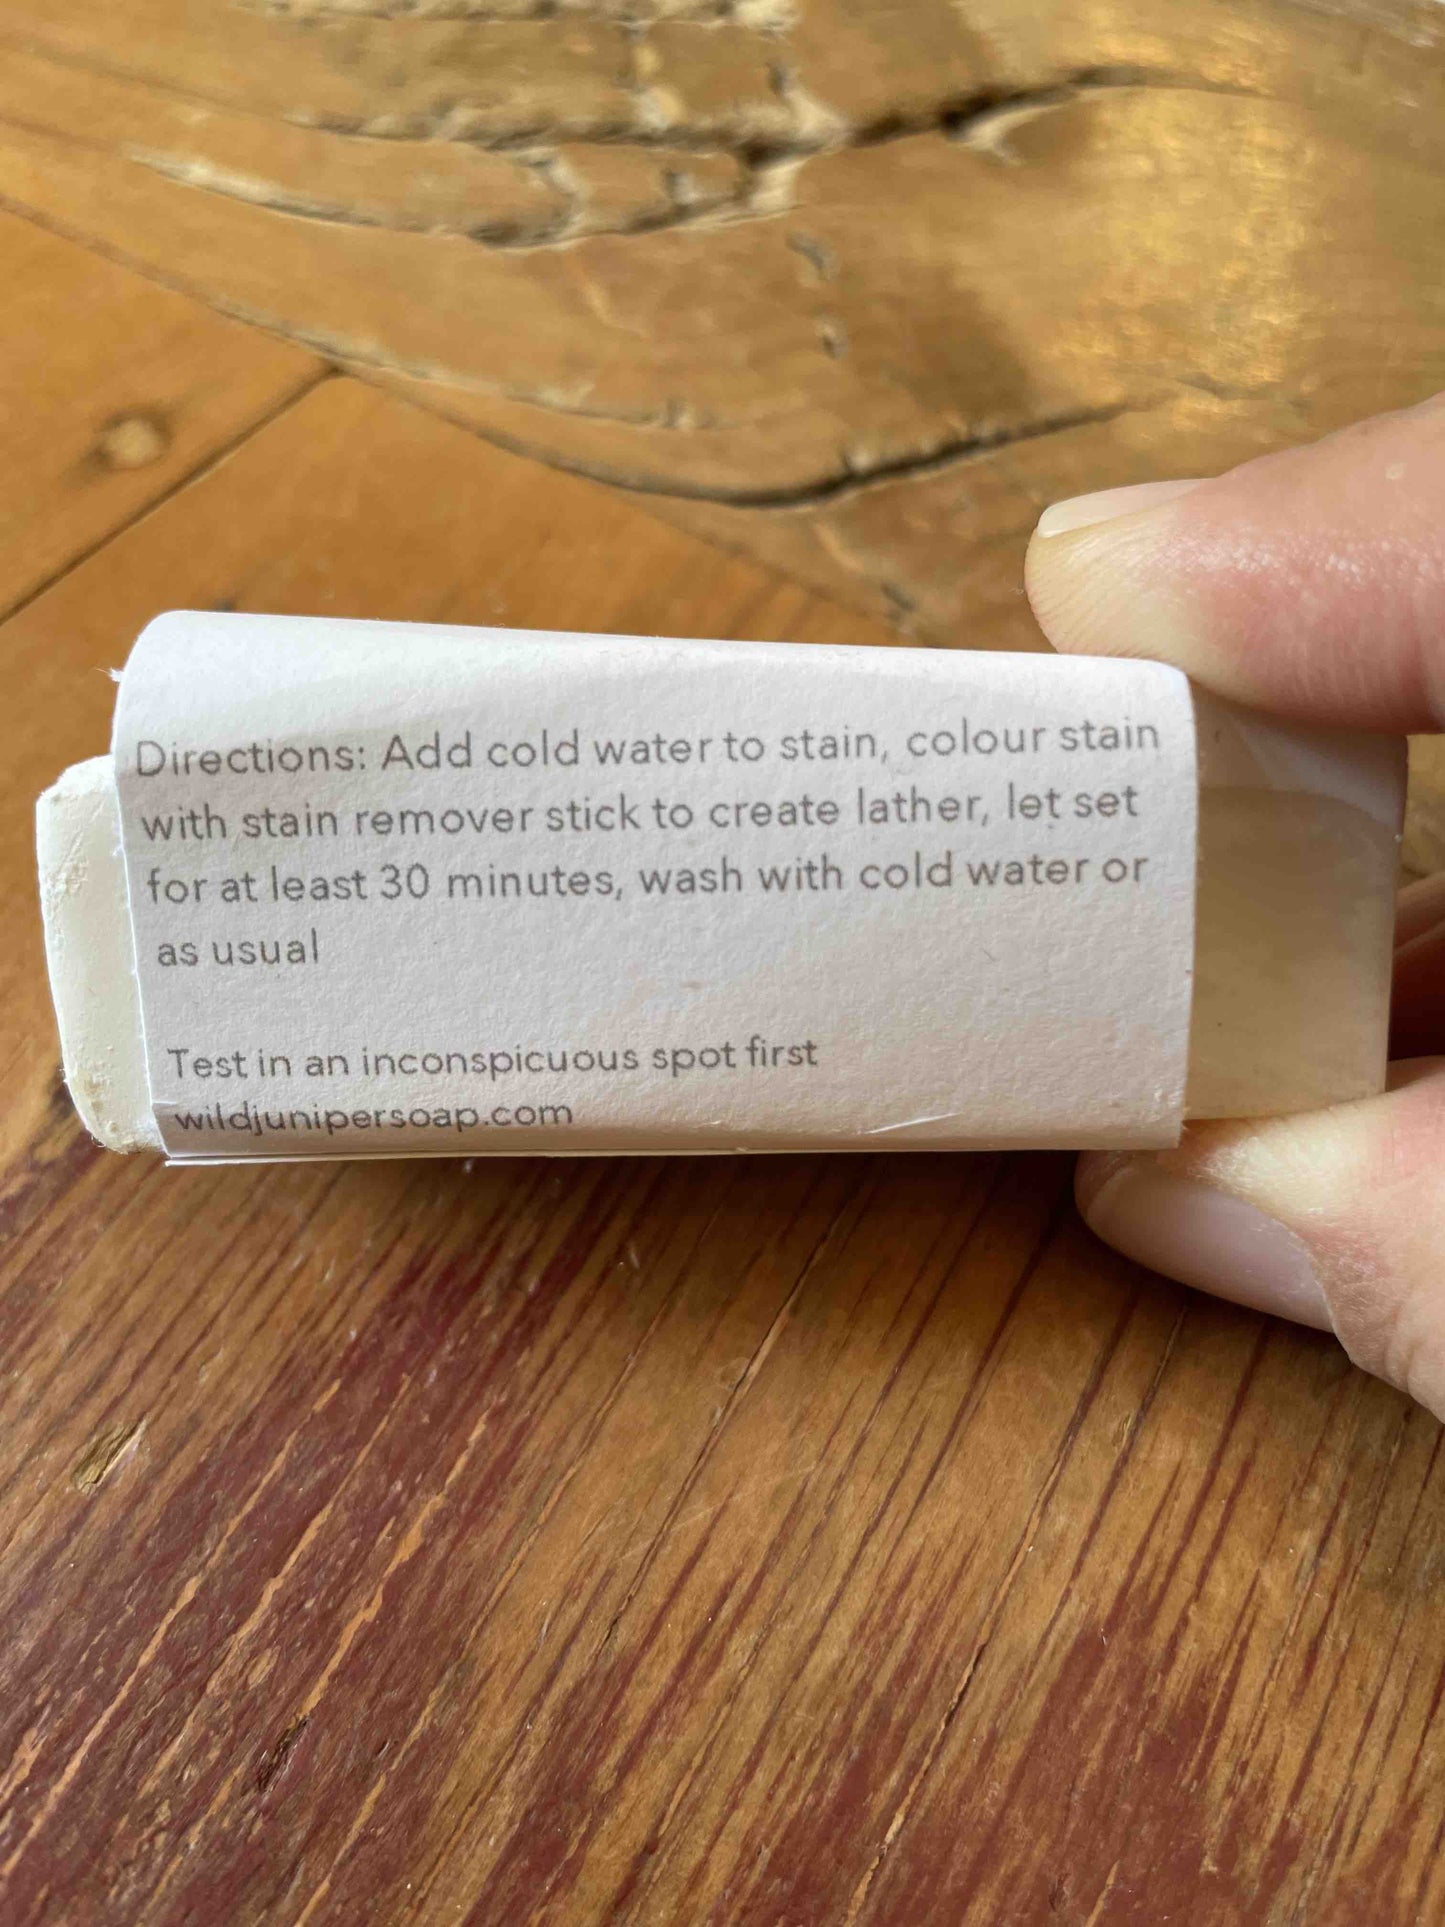 Directions: Add cold water to stain, colour stain
with stain remover stick to create lather, let set
for at least 30 minutes, wash with cold water or
as usual
Test in an inconspicuous spot first
wildjunipersoap.com